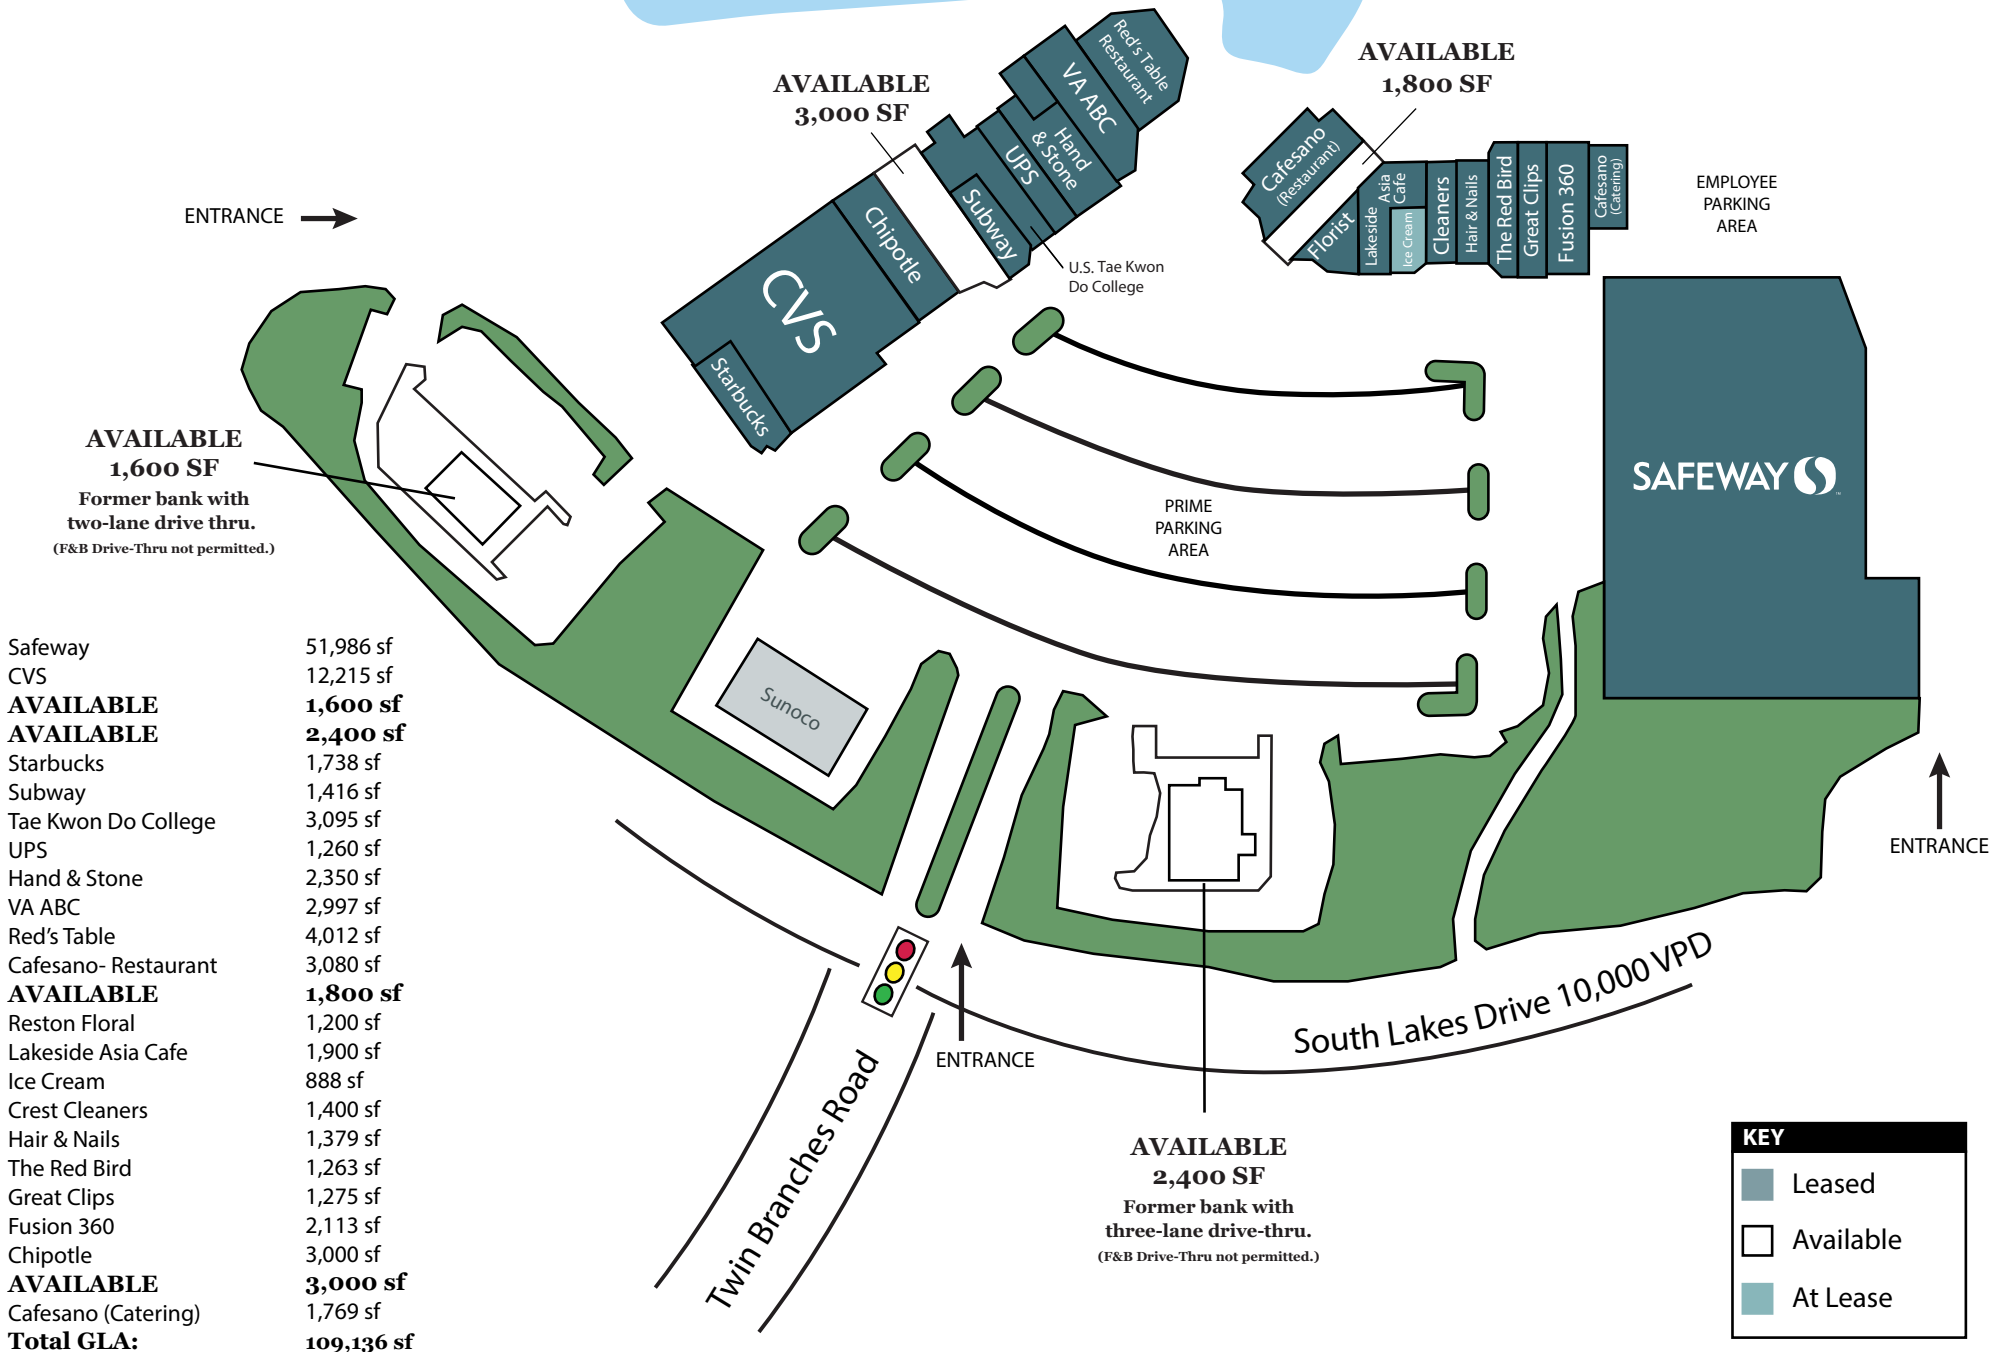 AVAILABLE
3,000 SF
AVAILABLE
1,800 SF
Red's Table
Restaurant
VA ABC
Hand
& Stone
UPS
Subway
U.S. Tae Kwon
Do College
Chipotle
CVS
Starbucks
Cafesano
(Restaurant)
Florist
Lakeside
Asia
Cafe
Ice Cream
Cleaners
Hair & Nails
The Red Bird
Great Clips
Fusion 360
Cafesano
(Catering)
EMPLOYEE
PARKING
AREA
ENTRANCE
AVAILABLE
1,600 SF
Former bank with
two-lane drive thru.
(F&B Drive-Thru not permitted.)
SAFEWAY
PRIME
PARKING
AREA
Sunoco
ENTRANCE
Safeway 51,986 sf
CVS 12,215 sf
AVAILABLE 1,600 sf
AVAILABLE 2,400 sf
Starbucks 1,738 sf
Subway 1,416 sf
Tae Kwon Do College 3,095 sf
UPS 1,260 sf
Hand & Stone 2,350 sf
VA ABC 2,997 sf
Red's Table 4,012 sf
Cafesano- Restaurant 3,080 sf
AVAILABLE 1,800 sf
Reston Floral 1,200 sf
Lakeside Asia Cafe 1,900 sf
Ice Cream 888 sf
Crest Cleaners 1,400 sf
Hair & Nails 1,379 sf
The Red Bird 1,263 sf
Great Clips 1,275 sf
Fusion 360 2,113 sf
Chipotle 3,000 sf
AVAILABLE 3,000 sf
Cafesano (Catering) 1,769 sf
Total GLA: 109,136 sf
ENTRANCE
South Lakes Drive 10,000 VPD
Twin Branches Road
AVAILABLE
2,400 SF
Former bank with
three-lane drive-thru.
(F&B Drive-Thru not permitted.)
KEY
Leased
Available
At Lease